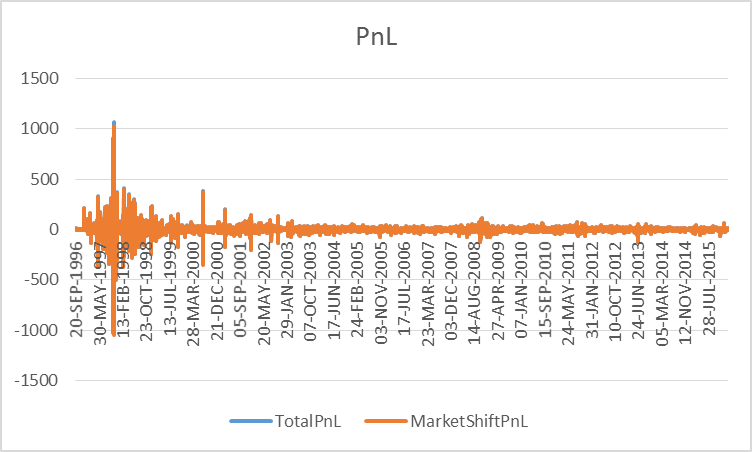 PnL
1500
1000
500
0
-500
-1000
-1500
20-SEP-1996
30-MAY-1997
13-FEB-1998
23-OCT-1998
13-JUL-1999
28-MAR-2000
21-DEC-2000
05-SEP-2001
20-MAY-2002
29-JAN-2003
07-OCT-2003
17-JUN-2004
24-FEB-2005
03-NOV-2005
17-JUL-2006
23-MAR-2007
03-DEC-2007
14-AUG-2008
27-APR-2009
07-JAN-2010
15-SEP-2010
24-MAY-2011
31-JAN-2012
10-OCT-2012
24-JUN-2013
05-MAR-2014
12-NOV-2014
28-JUL-2015
TotalPnL MarketShiftPnL